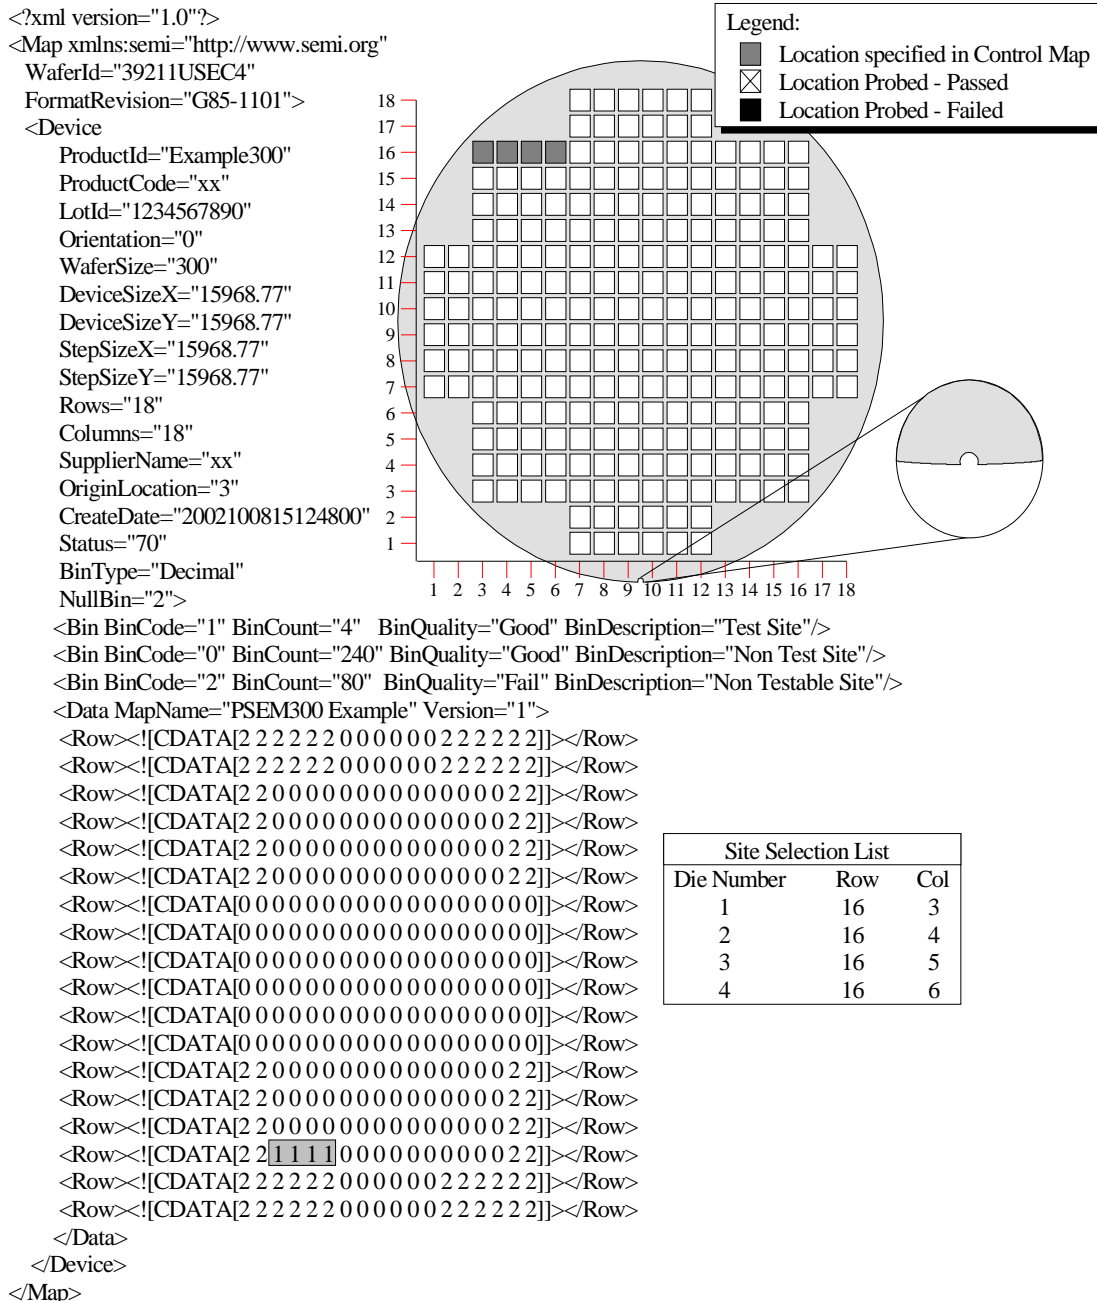 <?xml version="1.0"?>
<Map xmlns:semi="http://www.semi.org"
WaferId="39211USEC4"
FormatRevision="G85-1101">
<Device
ProductId="Example300"
ProductCode="xx"
LotId="1234567890"
Orientation="0"
WaferSize="300"
DeviceSizeX="15968.77"
DeviceSizeY="15968.77"
StepSizeX="15968.77"
StepSizeY="15968.77"
Rows="18"
Columns="18"
SupplierName="xx"
OriginLocation="3"
CreateDate="2002100815124800"
Status="70"
BinType="Decimal"
NullBin="2">
Legend:
Location specified in Control Map
Location Probed - Passed
Location Probed - Failed
18
17
16
15
14
13
12
11
10
9
8
7
6
5
4
3
2
1
1 2 3 4 5 6 7 8 9 10 11 12 13 14 15 16 17 18
<Bin BinCode="1" BinCount="4" BinQuality="Good" BinDescription="Test Site"/>
<Bin BinCode="0" BinCount="240" BinQuality="Good" BinDescription="Non Test Site"/>
<Bin BinCode="2" BinCount="80" BinQuality="Fail" BinDescription="Non Testable Site"/>
<Data MapName="PSEM300 Example" Version="1">
<Row><![CDATA[2 2 2 2 2 2 0 0 0 0 0 0 2 2 2 2 2 2]]></Row>
<Row><![CDATA[2 2 2 2 2 2 0 0 0 0 0 0 2 2 2 2 2 2]]></Row>
<Row><![CDATA[2 2 0 0 0 0 0 0 0 0 0 0 0 0 0 0 2 2]]></Row>
<Row><![CDATA[2 2 0 0 0 0 0 0 0 0 0 0 0 0 0 0 2 2]]></Row>
<Row><![CDATA[2 2 0 0 0 0 0 0 0 0 0 0 0 0 0 0 2 2]]></Row>
<Row><![CDATA[2 2 0 0 0 0 0 0 0 0 0 0 0 0 0 0 2 2]]></Row>
<Row><![CDATA[0 0 0 0 0 0 0 0 0 0 0 0 0 0 0 0 0 0]]></Row>
<Row><![CDATA[0 0 0 0 0 0 0 0 0 0 0 0 0 0 0 0 0 0]]></Row>
<Row><![CDATA[0 0 0 0 0 0 0 0 0 0 0 0 0 0 0 0 0 0]]></Row>
<Row><![CDATA[0 0 0 0 0 0 0 0 0 0 0 0 0 0 0 0 0 0]]></Row>
<Row><![CDATA[0 0 0 0 0 0 0 0 0 0 0 0 0 0 0 0 0 0]]></Row>
<Row><![CDATA[0 0 0 0 0 0 0 0 0 0 0 0 0 0 0 0 0 0]]></Row>
<Row><![CDATA[2 2 0 0 0 0 0 0 0 0 0 0 0 0 0 0 2 2]]></Row>
<Row><![CDATA[2 2 0 0 0 0 0 0 0 0 0 0 0 0 0 0 2 2]]></Row>
<Row><![CDATA[2 2 0 0 0 0 0 0 0 0 0 0 0 0 0 0 2 2]]></Row>
<Row><![CDATA[2 2 1 1 1 1 0 0 0 0 0 0 0 0 0 0 2 2]]></Row>
<Row><![CDATA[2 2 2 2 2 2 0 0 0 0 0 0 2 2 2 2 2 2]]></Row>
<Row><![CDATA[2 2 2 2 2 2 0 0 0 0 0 0 2 2 2 2 2 2]]></Row>
</Data>
</Device>
</Map>
Site Selection List
Die Number Row Col
1 16 3
2 16 4
3 16 5
4 16 6